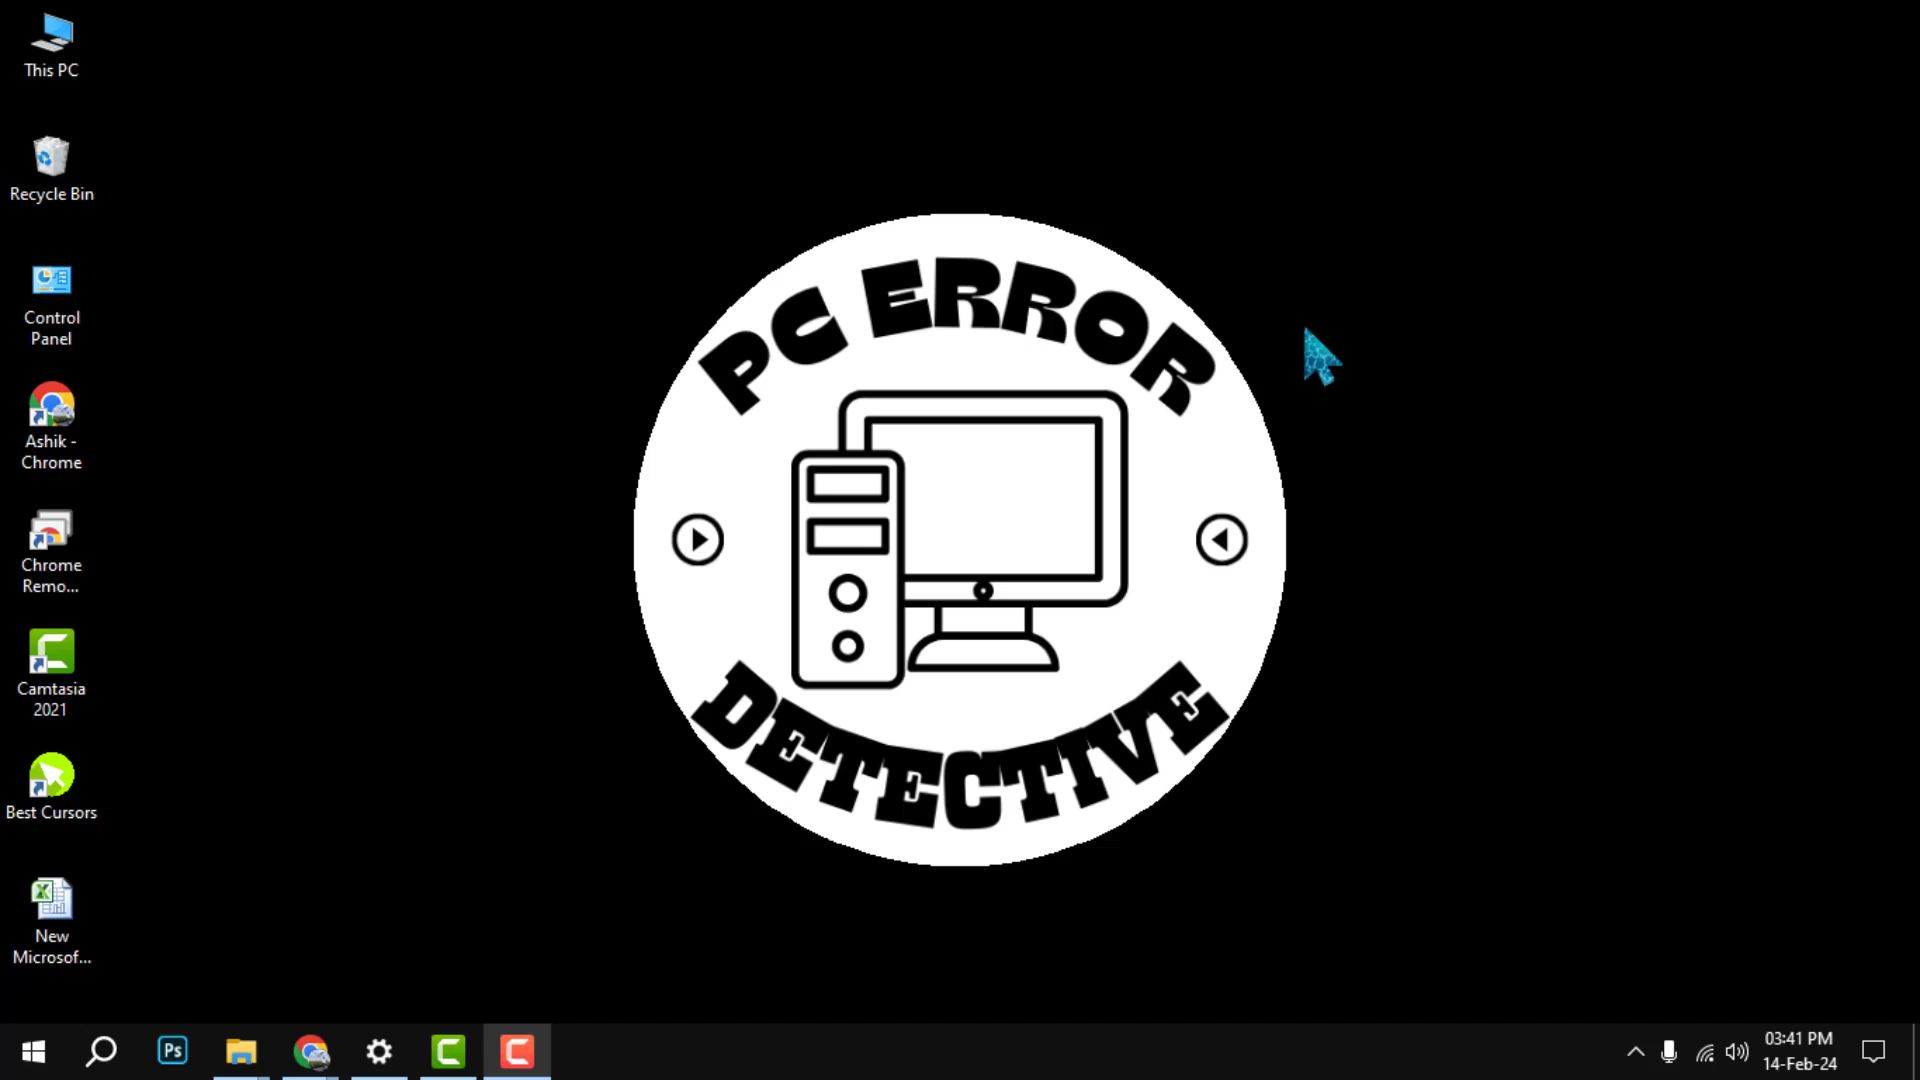 This PC
Recycle Bin
Control
Panel
Ashik -
Chrome
Chrome
Remo...
Camtasia
2021
Best Cursors
New
Microsof...
PC ERROR
DETECTIVE
Ps
03:41 PM
14-Feb-24